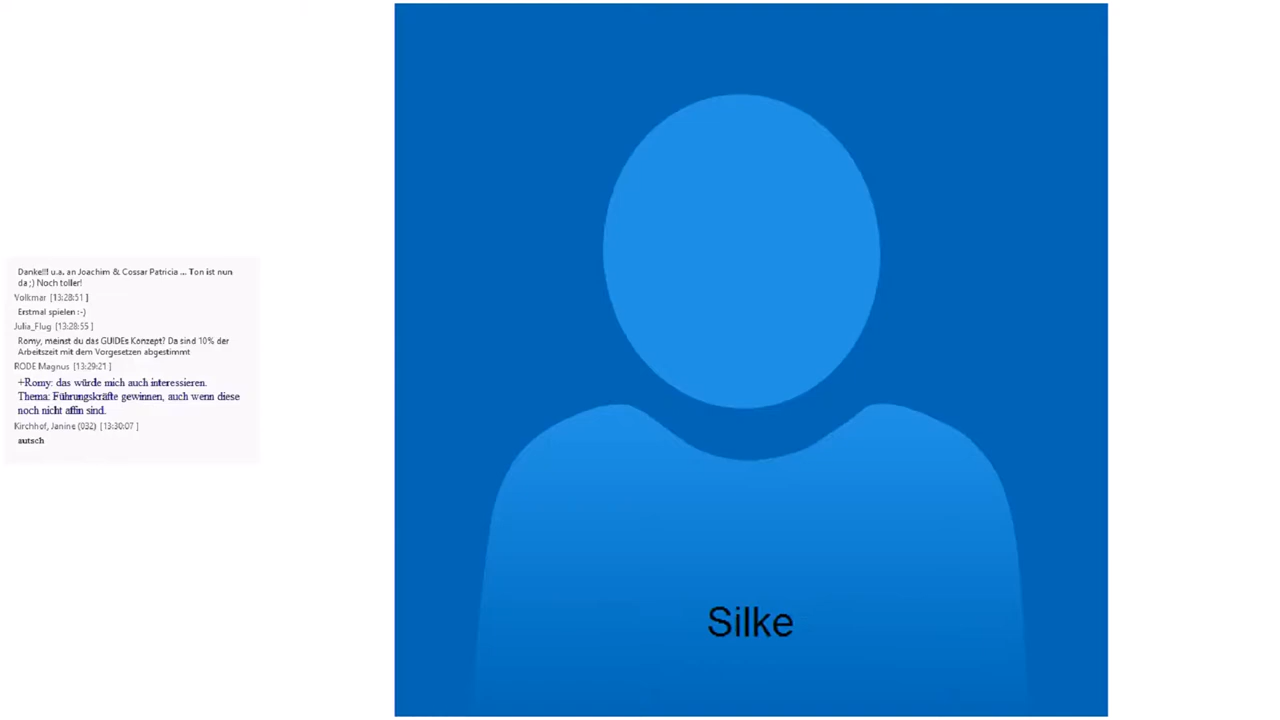 Danke!!! u.a. an Joachim & Cossar Patricia ... Ton ist nun
da ;) Noch toller!
Volkmar [13:28:51 ]
Erstmal spielen :-)
Julia_Flug [13:28:55 ]
Romy, meinst du das GUIDEs Konzept? Da sind 10% der
Arbeitszeit mit dem Vorgesetzen abgestimmt
RODE Magnus [13:29:21 ]
+Romy: das würde mich auch interessieren.
Thema: Führungskräfte gewinnen, auch wenn diese
noch nicht affin sind.
Kirchhof, Janine (032) [13:30:07 ]
autsch
Silke